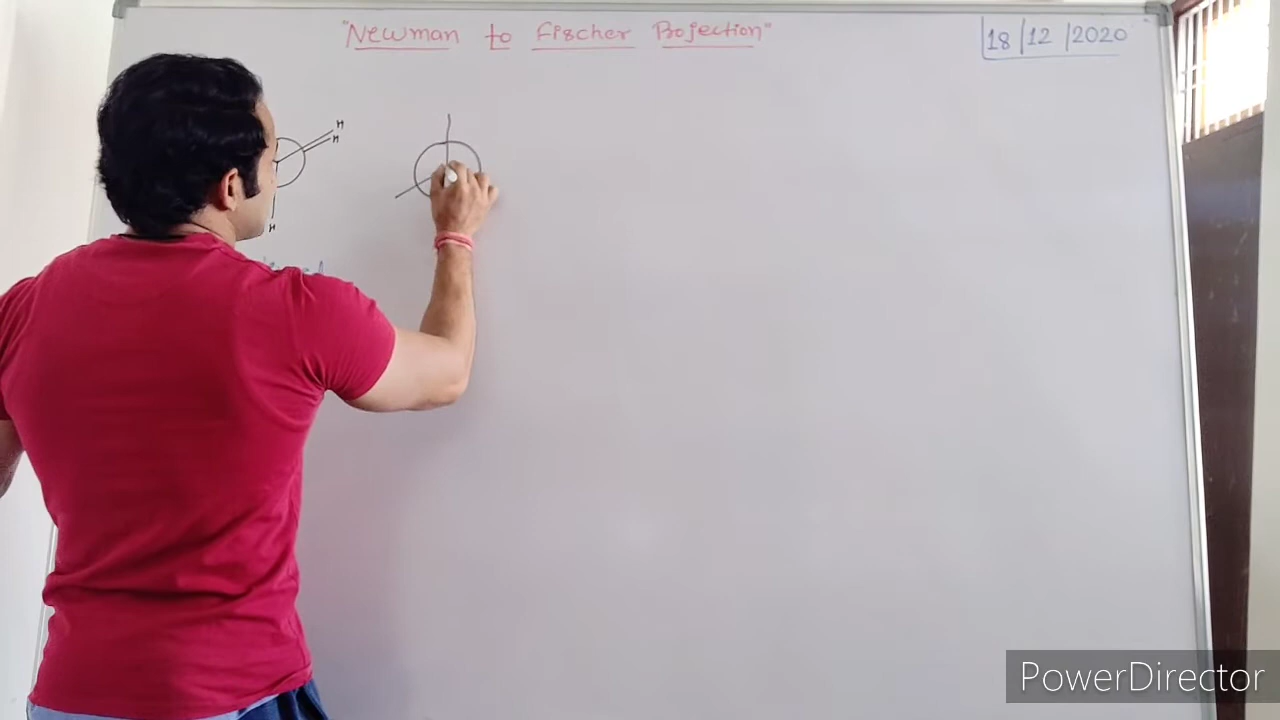 "Newman to Fischer Projection"
18/12/2020
H
H
H
PowerDirector